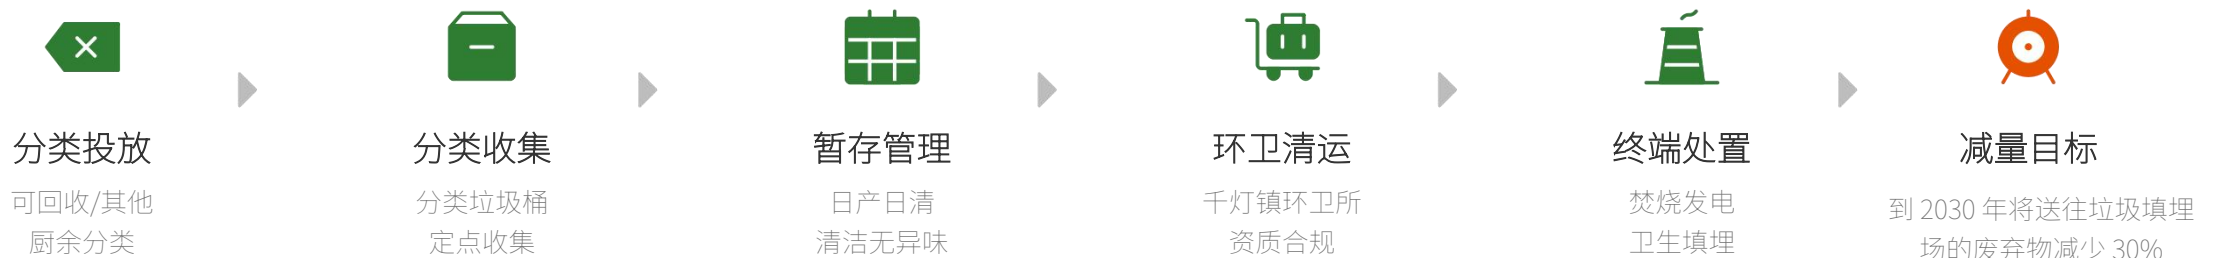 分类投放
可回收/其他
厨余分类
分类收集
分类垃圾桶
定点收集
暂存管理
日产日清
清洁无异味
环卫清运
千灯镇环卫所
资质合规
终端处置
焚烧发电
卫生填埋
减量目标
到 2030 年将送往垃圾填埋
场的废弃物减少 30%